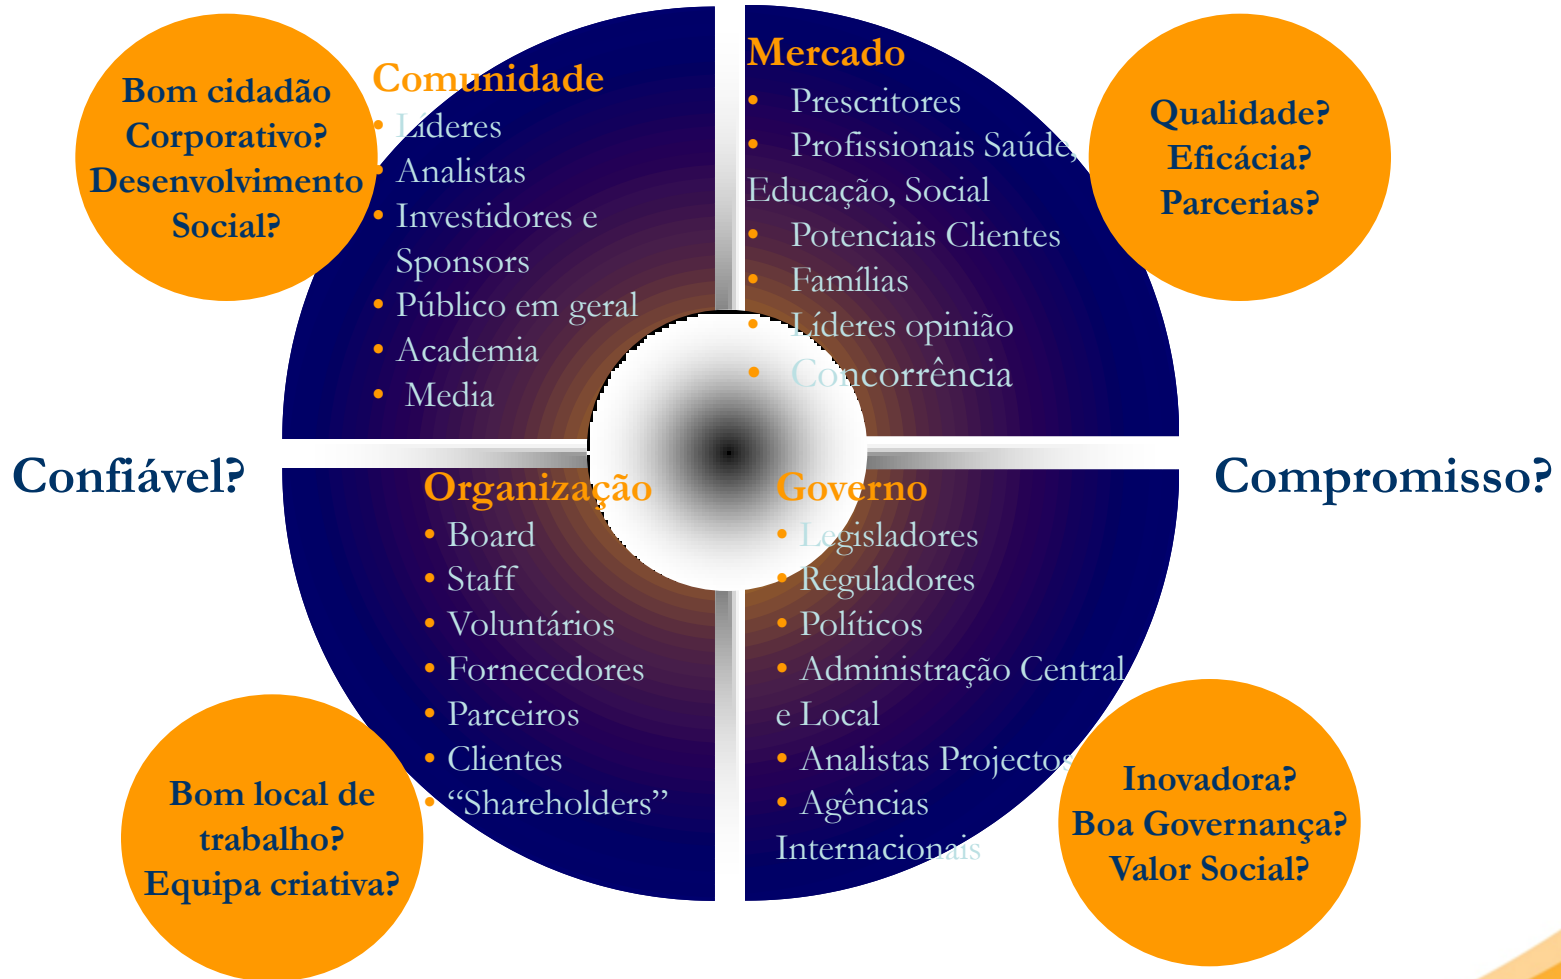 Bom cidadão
Corporativo?
Desenvolvimento
Social?
Comunidade
• Líderes
• Analistas
• Investidores e
Sponsors
• Público em geral
• Academia
• Media
Mercado
• Prescritores
• Profissionais Saúde,
Educação, Social
• Potenciais Clientes
• Famílias
• Líderes opinião
• Concorrência
Qualidade?
Eficácia?
Parcerias?
Confiável?
Compromisso?
Organização
• Board
• Staff
• Voluntários
• Fornecedores
• Parceiros
• Clientes
• “Shareholders”
Governo
• Legisladores
• Reguladores
• Políticos
• Administração Central
e Local
• Analistas Projectos
• Agências
Internacionais
Bom local de
trabalho?
Equipa criativa?
Inovadora?
Boa Governança?
Valor Social?